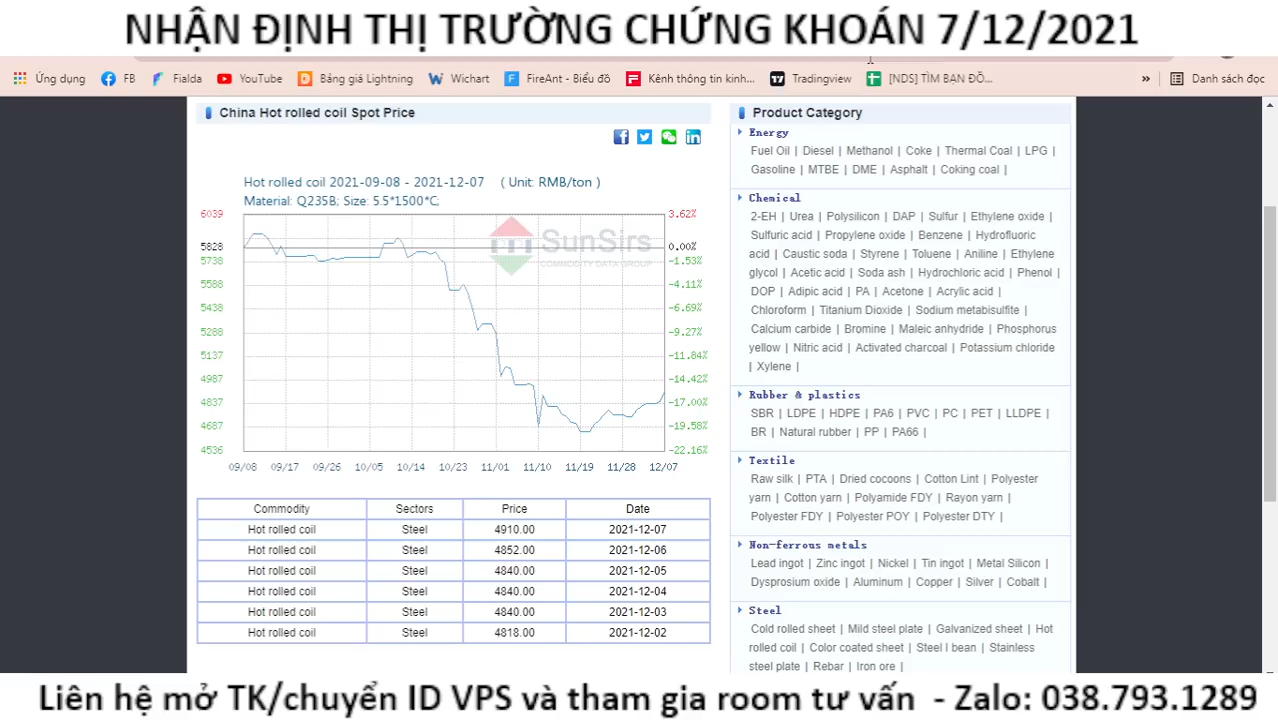 NHẬN ĐỊNH THỊ TRƯỜNG CHỨNG KHOÁN 7/12/2021
Ứng dụng FB Fialda YouTube Bảng giá Lightning Wichart FireAnt - Biểu đồ Kênh thông tin kinh... Tradingview [NDS] TÌM BẠN ĐỒ... » Danh sách đọc
China Hot rolled coil Spot Price
Hot rolled coil 2021-09-08 - 2021-12-07 ( Unit: RMB/ton )
Material: Q235B; Size: 5.5*1500*C;
6039 3.62%
5828 0.00%
5738 -1.53%
5588 -4.11%
5438 -6.69%
5288 -9.27%
5137 -11.84%
4987 -14.42%
4837 -17.00%
4687 -19.58%
4536 -22.16%
SunSirs
COMMODITY DATA GROUP
09/08 09/17 09/26 10/05 10/14 10/23 11/01 11/10 11/19 11/28 12/07
Commodity Sectors Price Date
Hot rolled coil Steel 4910.00 2021-12-07
Hot rolled coil Steel 4852.00 2021-12-06
Hot rolled coil Steel 4840.00 2021-12-05
Hot rolled coil Steel 4840.00 2021-12-04
Hot rolled coil Steel 4840.00 2021-12-03
Hot rolled coil Steel 4818.00 2021-12-02
Product Category
Energy
Fuel Oil | Diesel | Methanol | Coke | Thermal Coal | LPG |
Gasoline | MTBE | DME | Asphalt | Coking coal |
Chemical
2-EH | Urea | Polysilicon | DAP | Sulfur | Ethylene oxide |
Sulfuric acid | Propylene oxide | Benzene | Hydrofluoric
acid | Caustic soda | Styrene | Toluene | Aniline | Ethylene
glycol | Acetic acid | Soda ash | Hydrochloric acid | Phenol |
DOP | Adipic acid | PA | Acetone | Acrylic acid |
Chloroform | Titanium Dioxide | Sodium metabisulfite |
Calcium carbide | Bromine | Maleic anhydride | Phosphorus
yellow | Nitric acid | Activated charcoal | Potassium chloride
| Xylene |
Rubber & plastics
SBR | LDPE | HDPE | PA6 | PVC | PC | PET | LLDPE |
BR | Natural rubber | PP | PA66 |
Textile
Raw silk | PTA | Dried cocoons | Cotton Lint | Polyester
yarn | Cotton yarn | Polyamide FDY | Rayon yarn |
Polyester FDY | Polyester POY | Polyester DTY |
Non-ferrous metals
Lead ingot | Zinc ingot | Nickel | Tin ingot | Metal Silicon |
Dysprosium oxide | Aluminum | Copper | Silver | Cobalt |
Steel
Cold rolled sheet | Mild steel plate | Galvanized sheet | Hot
rolled coil | Color coated sheet | Steel I beam | Stainless
steel plate | Rebar | Iron ore |
Liên hệ mở TK/chuyển ID VPS và tham gia room tư vấn - Zalo: 038.793.1289